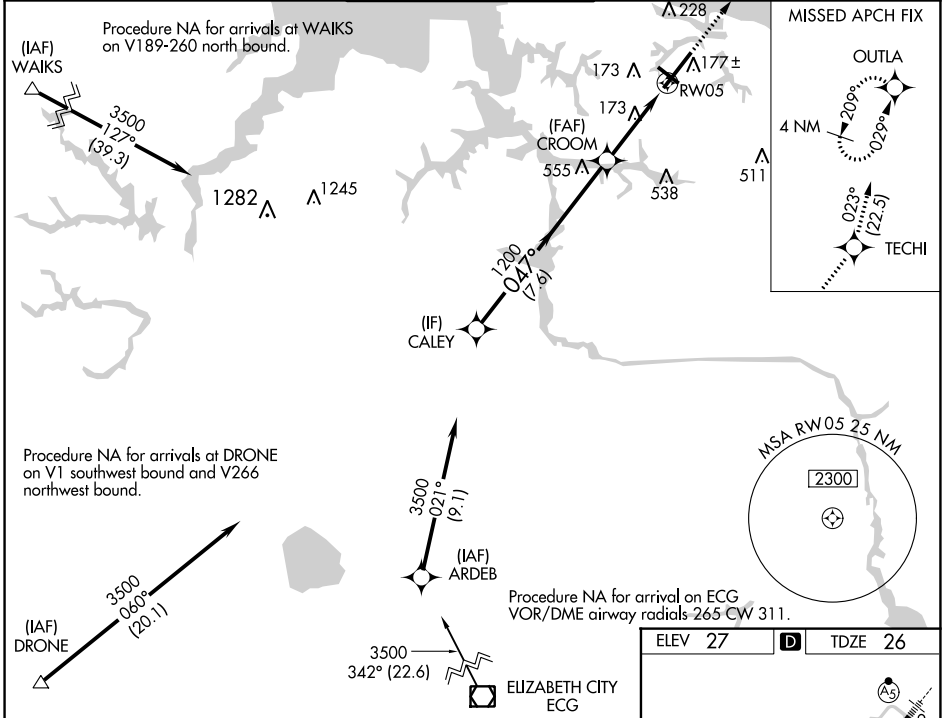 Procedure NA for arrivals at WAIKS
on V189-260 north bound.
(IAF)
WAIKS
3500
127°
(39.3)
1282
1245
228
173
177±
RW05
173
(FAF)
CROOM
555
538
511
1200
047°
(7.6)
(IF)
CALEY
MISSED APCH FIX
OUTLA
209°
029°
4 NM
023°
(22.5)
TECHI
Procedure NA for arrivals at DRONE
on V1 southwest bound and V266
northwest bound.
3500
060°
(20.1)
(IAF)
DRONE
3500
021°
(9.1)
(IAF)
ARDEB
MSA RW05 25 NM
2300
Procedure NA for arrival on ECG
VOR/DME airway radials 265 CW 311.
3500
342° (22.6)
ELIZABETH CITY
ECG
ELEV 27
D
TDZE 26
A5